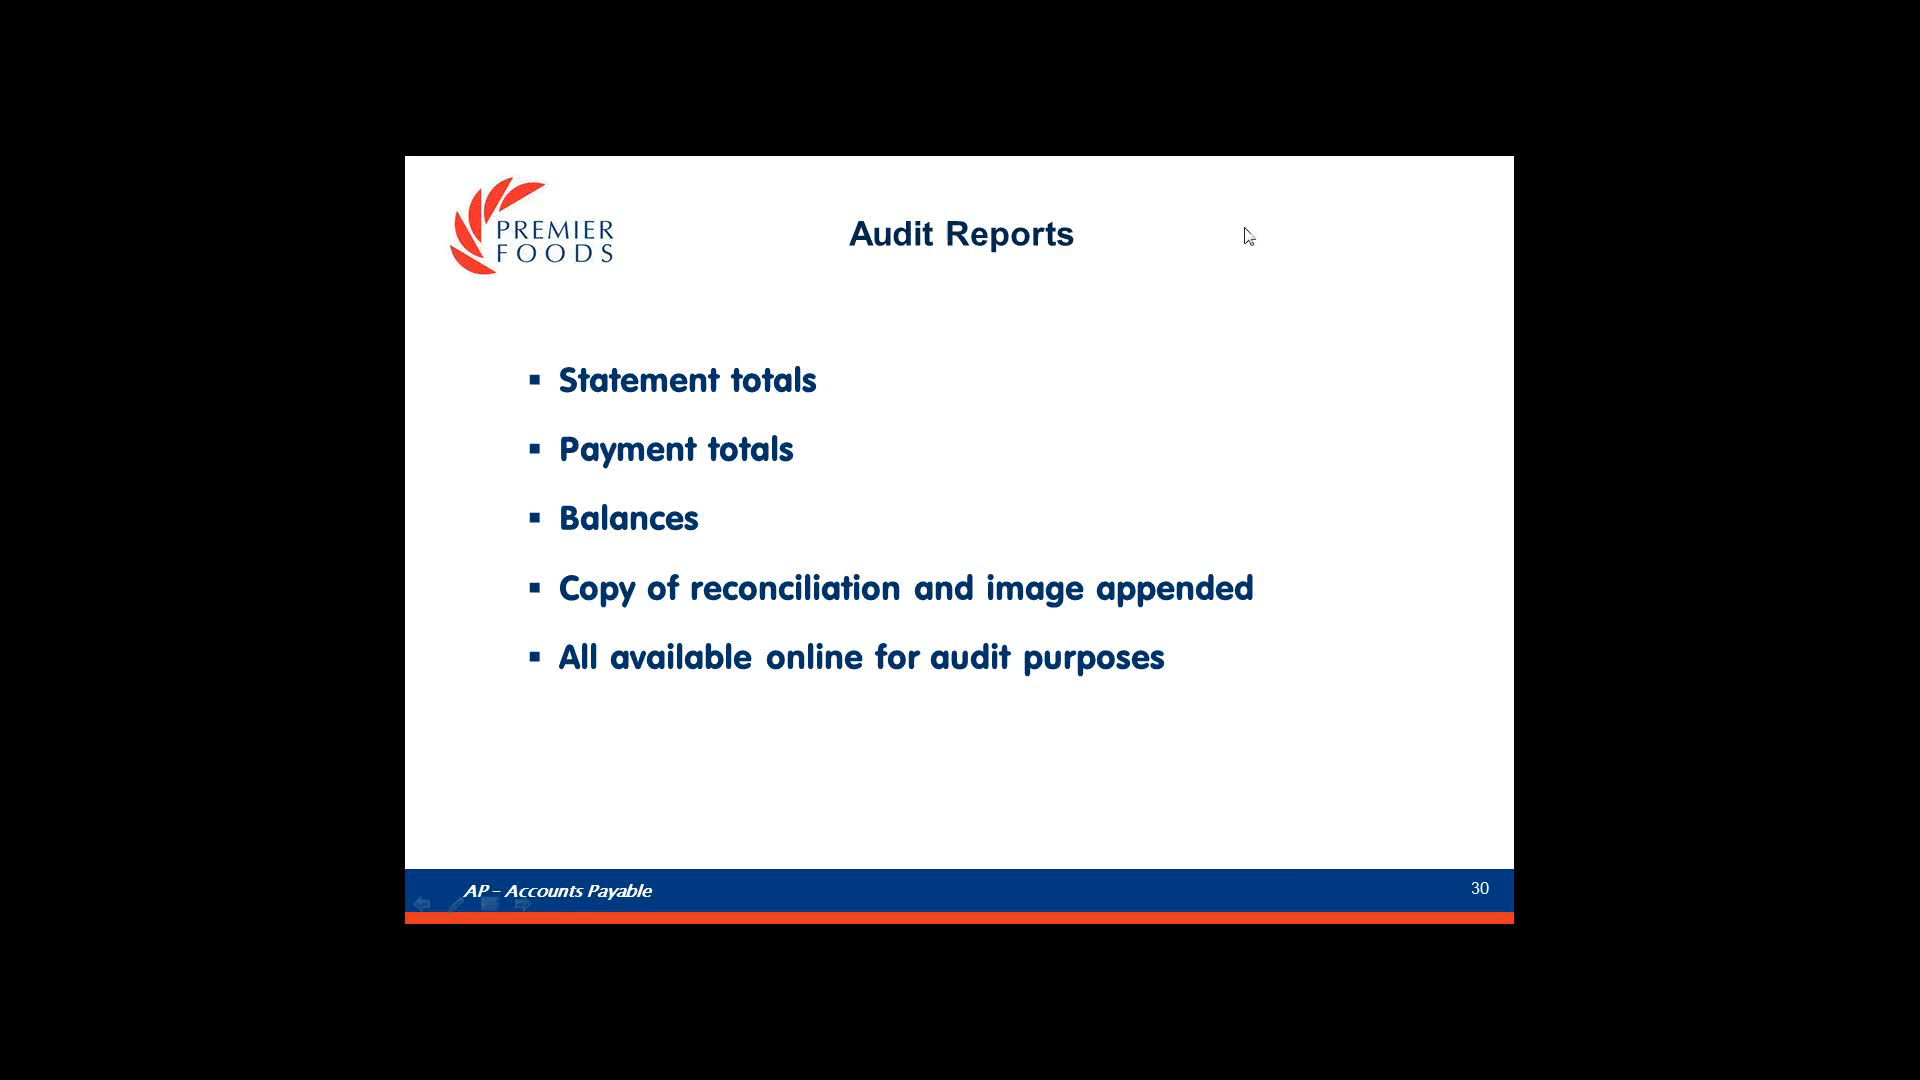 PREMIER
FOODS
Audit Reports
▪ Statement totals
▪ Payment totals
▪ Balances
▪ Copy of reconciliation and image appended
▪ All available online for audit purposes
AP – Accounts Payable
30